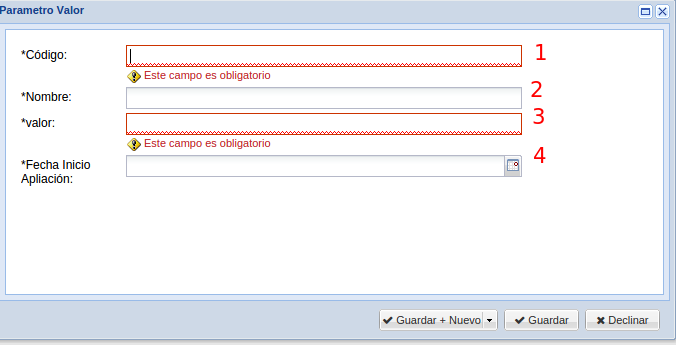 Parametro Valor
*Código: 1
Este campo es obligatorio
*Nombre: 2
*valor: 3
Este campo es obligatorio
*Fecha Inicio 4
Apliación:
Guardar + Nuevo Guardar Declinar